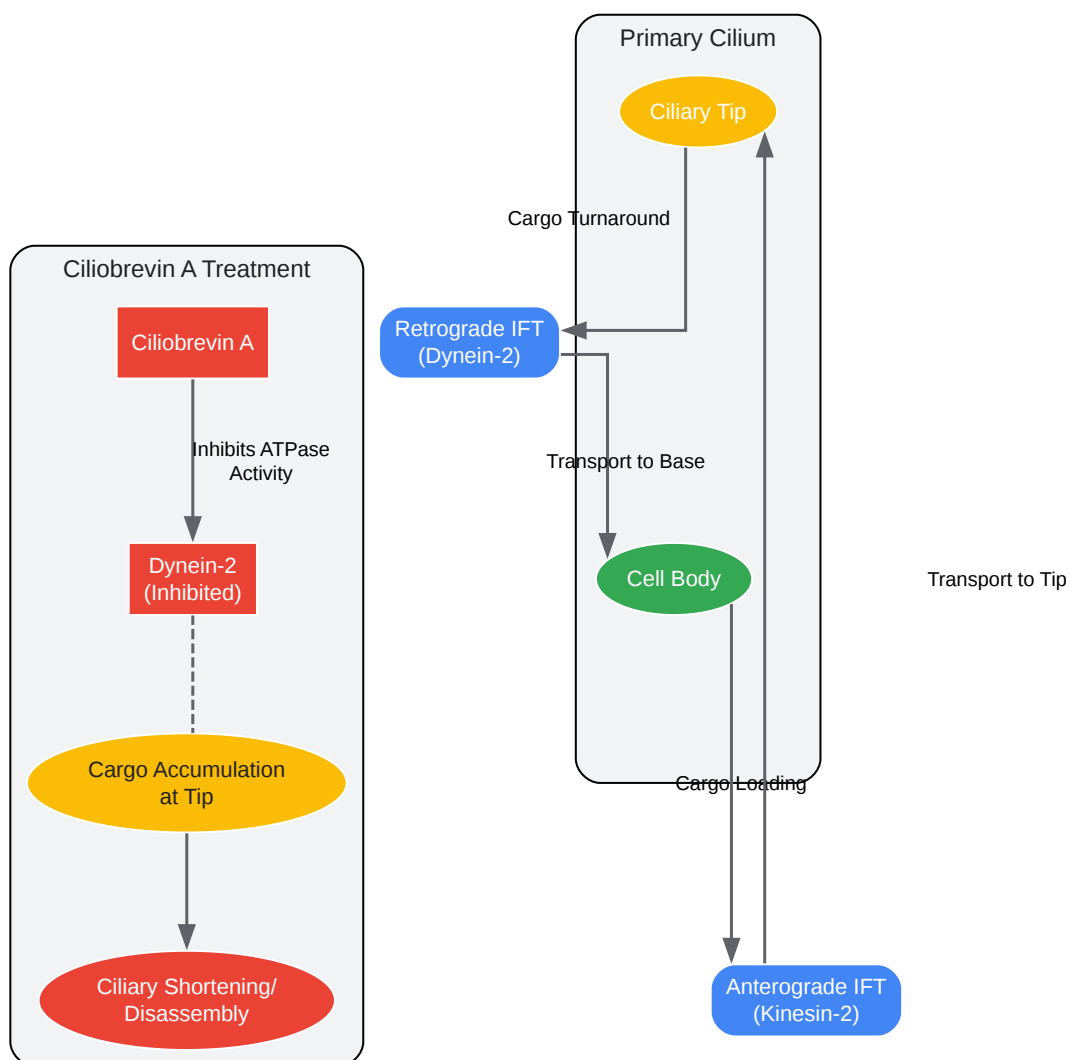 Primary Cilium
Ciliary Tip
Cargo Turnaround
Ciliobrevin A Treatment
Ciliobrevin A
Retrograde IFT
(Dynein-2)
Inhibits ATPase
Activity
Transport to Base
Dynein-2
(Inhibited)
Cell Body
Transport to Tip
Cargo Accumulation
at Tip
Cargo Loading
Ciliary Shortening/
Disassembly
Anterograde IFT
(Kinesin-2)